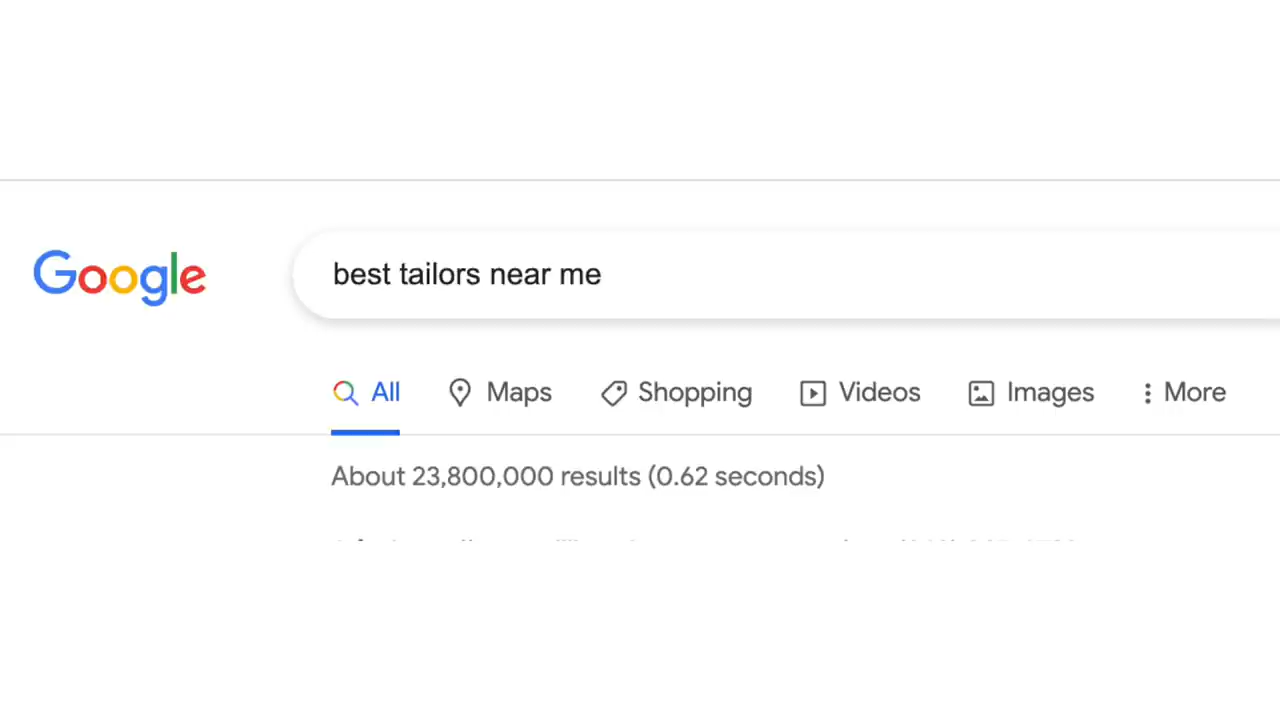 Google
best tailors near me
All Maps Shopping Videos Images More
About 23,800,000 results (0.62 seconds)